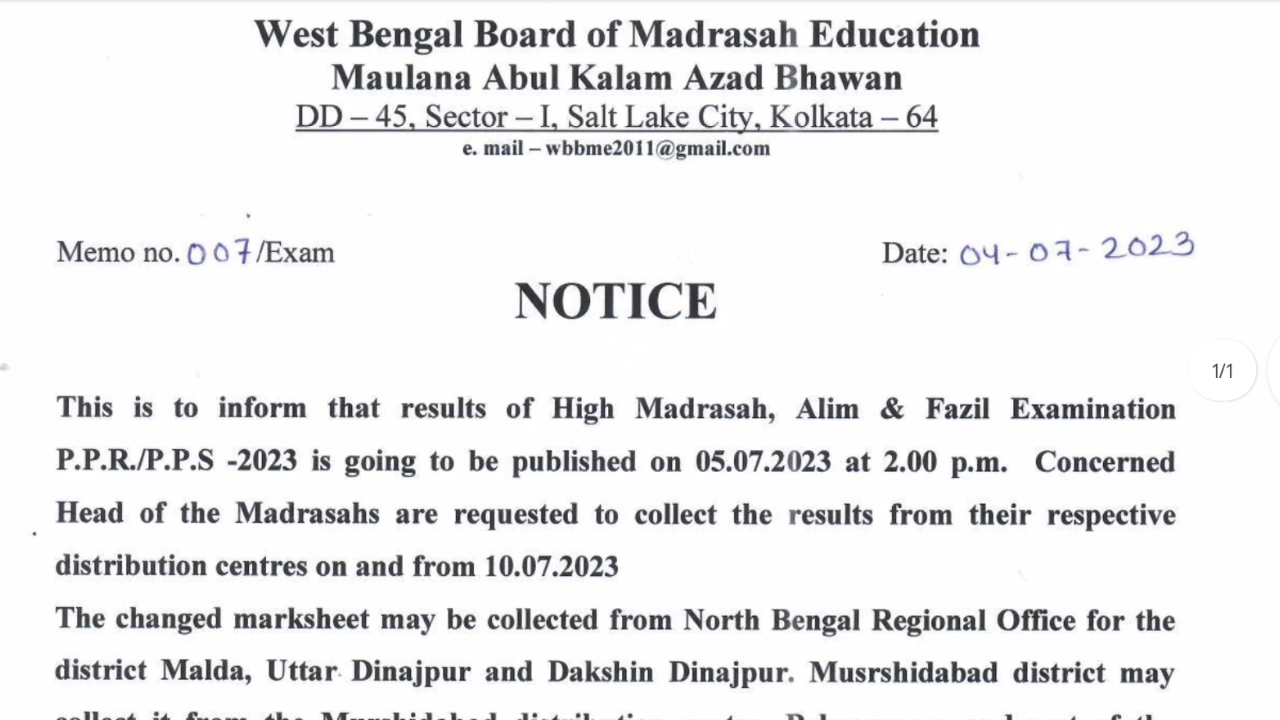 West Bengal Board of Madrasah Education
Maulana Abul Kalam Azad Bhawan
DD – 45, Sector – I, Salt Lake City, Kolkata – 64
e. mail – wbbme2011@gmail.com
Memo no. 007/Exam Date: 04-07-2023
NOTICE
1/1
This is to inform that results of High Madrasah, Alim & Fazil Examination
P.P.R./P.P.S -2023 is going to be published on 05.07.2023 at 2.00 p.m. Concerned
Head of the Madrasahs are requested to collect the results from their respective
distribution centres on and from 10.07.2023
The changed marksheet may be collected from North Bengal Regional Office for the
district Malda, Uttar Dinajpur and Dakshin Dinajpur. Musrshidabad district may
collect it from the